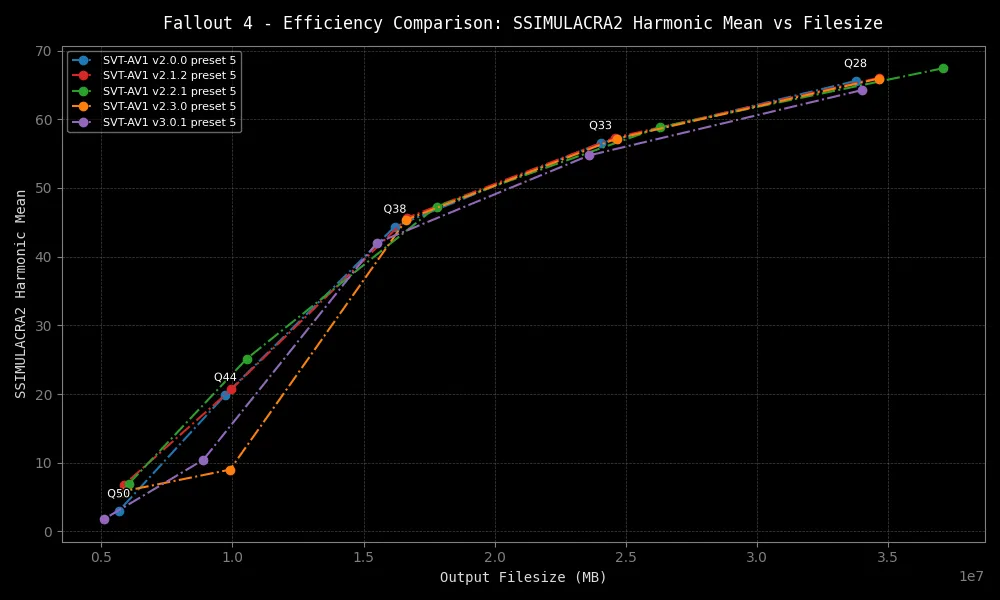 Fallout 4 - Efficiency Comparison: SSIMULACRA2 Harmonic Mean vs Filesize
SVT-AV1 v2.0.0 preset 5
SVT-AV1 v2.1.2 preset 5
SVT-AV1 v2.2.1 preset 5
SVT-AV1 v2.3.0 preset 5
SVT-AV1 v3.0.1 preset 5
Q28
Q33
Q38
Q44
Q50
SSIMULACRA2 Harmonic Mean
70
60
50
40
30
20
10
0
0.5 1.0 1.5 2.0 2.5 3.0 3.5
1e7
Output Filesize (MB)